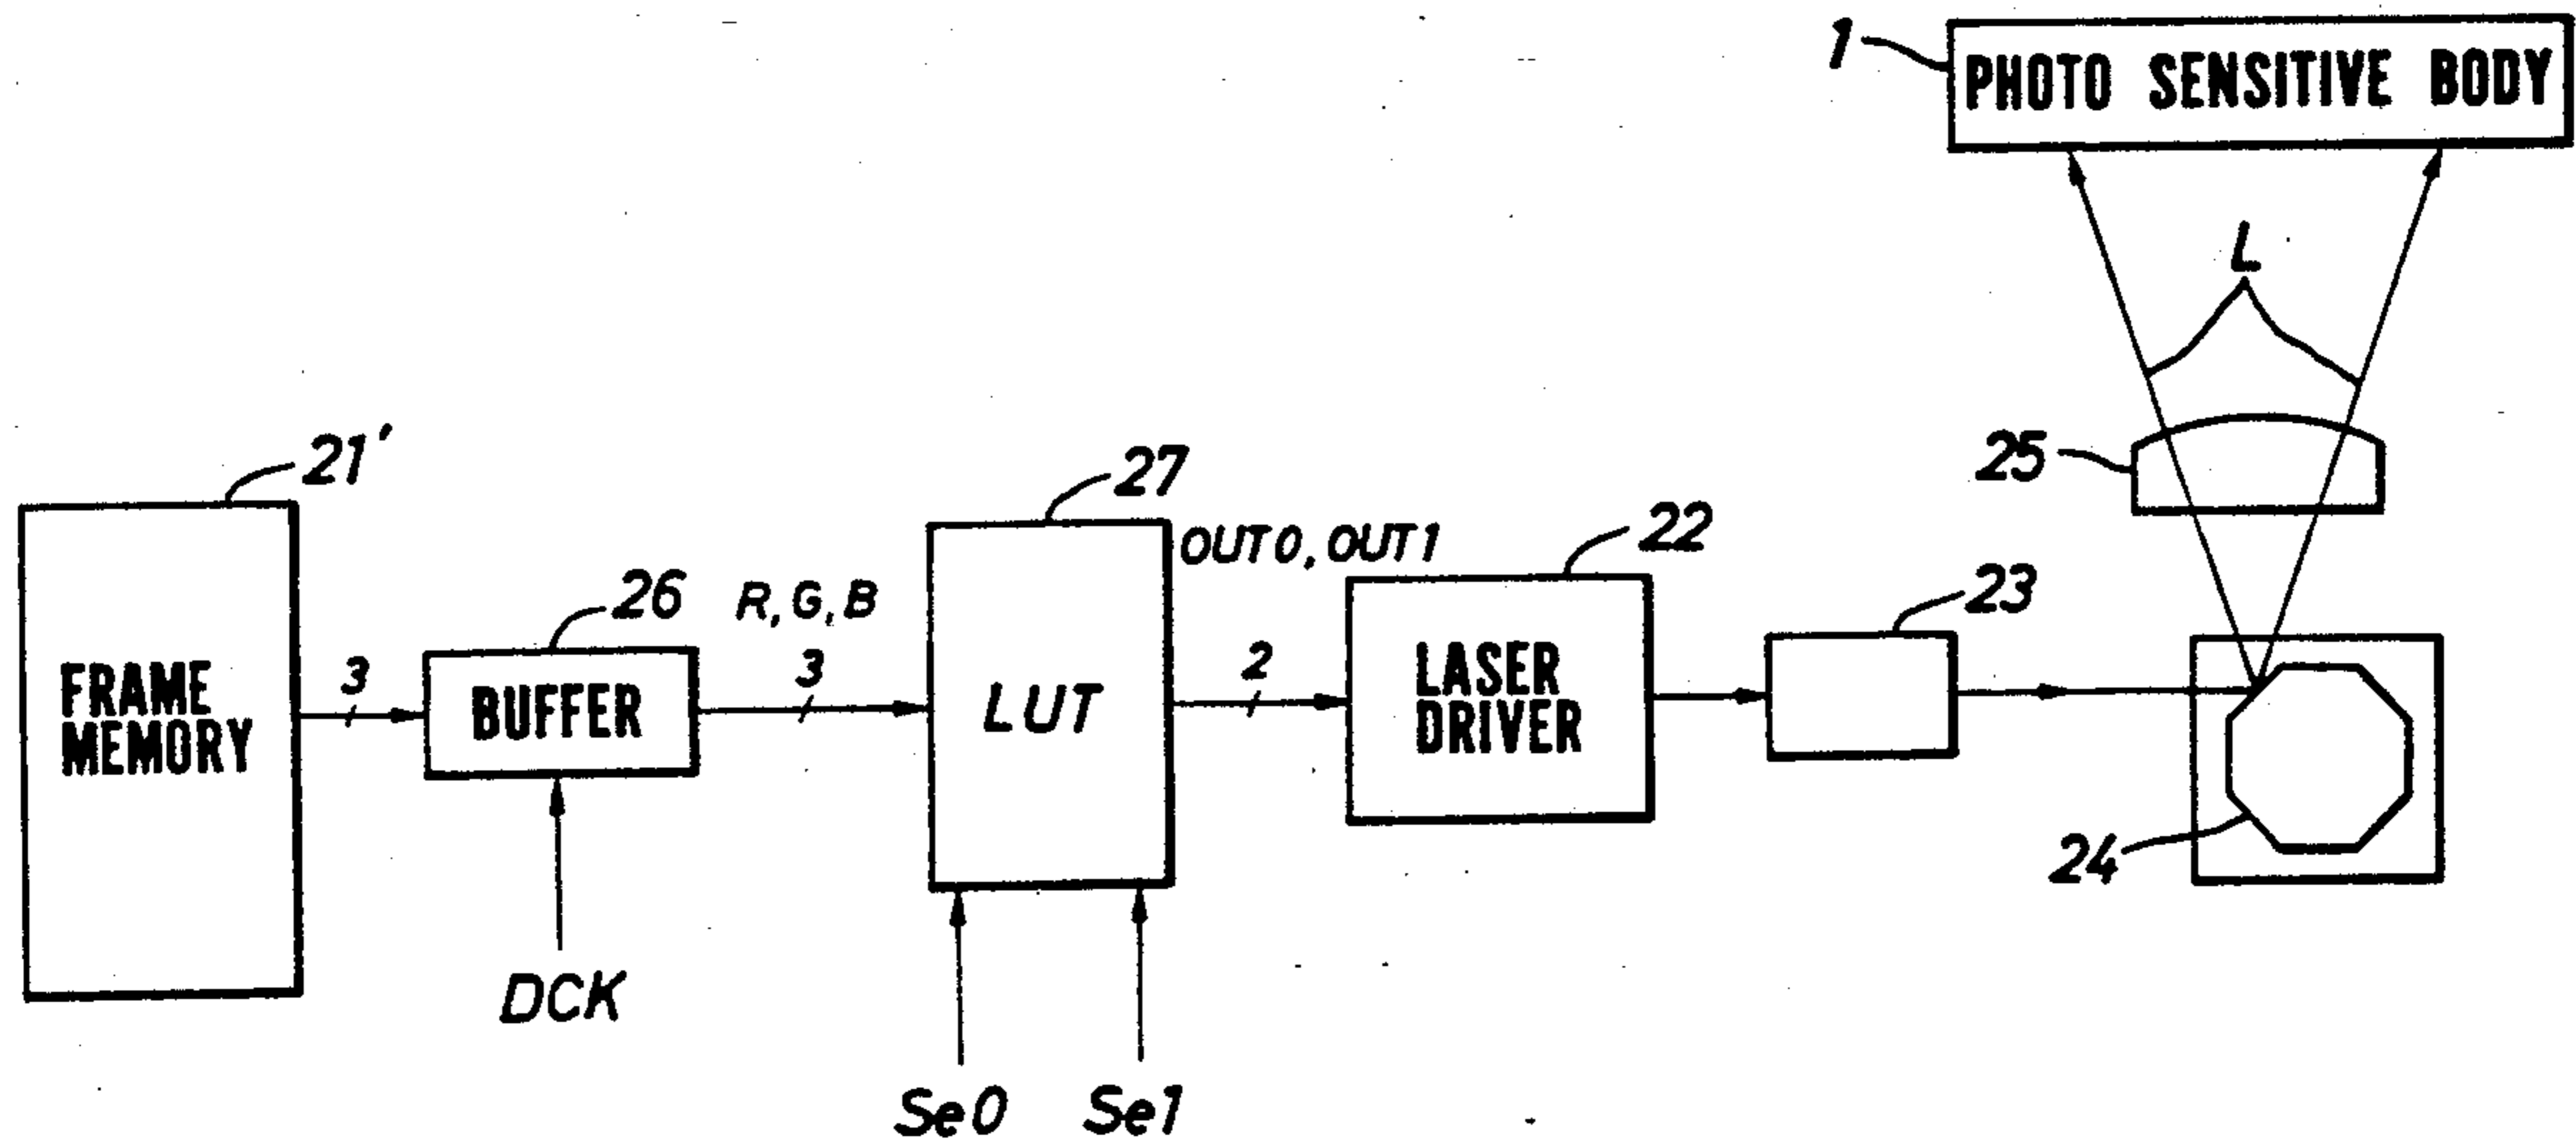 1
PHOTO SENSITIVE BODY
L
25
21'
27
OUT0, OUT1
22
26
R, G, B
23
FRAME
MEMORY
3
BUFFER
3
LUT
2
LASER
DRIVER
24
DCK
Se0
Se1